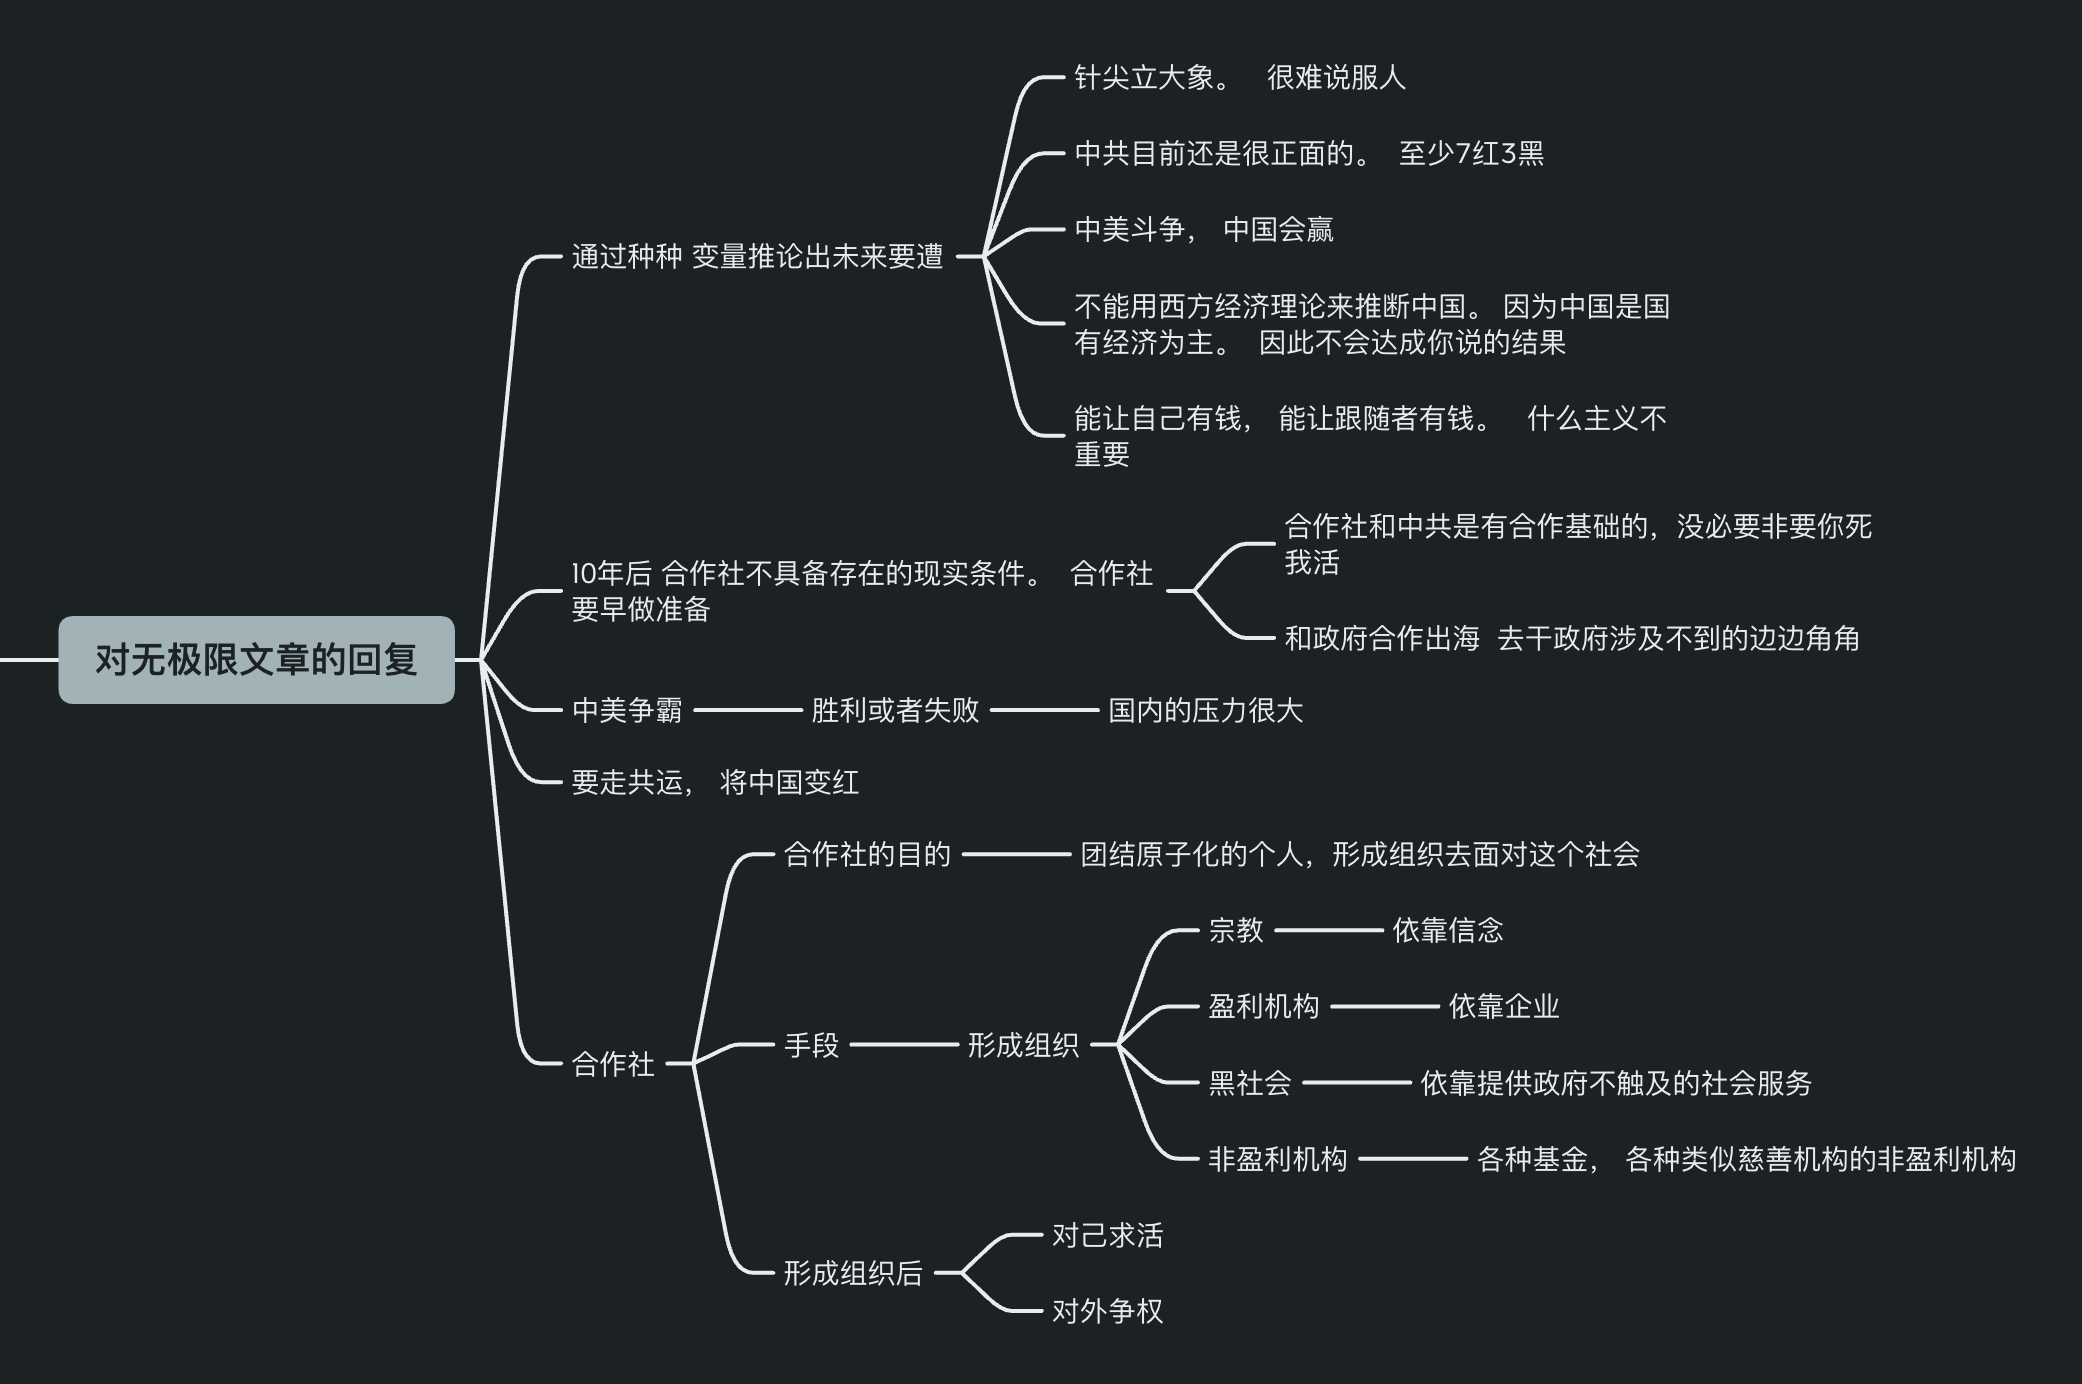 对无极限文章的回复
通过种种 变量推论出未来要遭
针尖立大象。 很难说服人
中共目前还是很正面的。 至少7红3黑
中美斗争， 中国会赢
不能用西方经济理论来推断中国。 因为中国是国
有经济为主。 因此不会达成你说的结果
能让自己有钱， 能让跟随者有钱。 什么主义不
重要
10年后 合作社不具备存在的现实条件。 合作社
要早做准备
合作社和中共是有合作基础的，没必要非要你死
我活
和政府合作出海 去干政府涉及不到的边边角角
中美争霸
胜利或者失败
国内的压力很大
要走共运， 将中国变红
合作社
合作社的目的
团结原子化的个人，形成组织去面对这个社会
手段
形成组织
宗教
依靠信念
盈利机构
依靠企业
黑社会
依靠提供政府不触及的社会服务
非盈利机构
各种基金， 各种类似慈善机构的非盈利机构
形成组织后
对己求活
对外争权